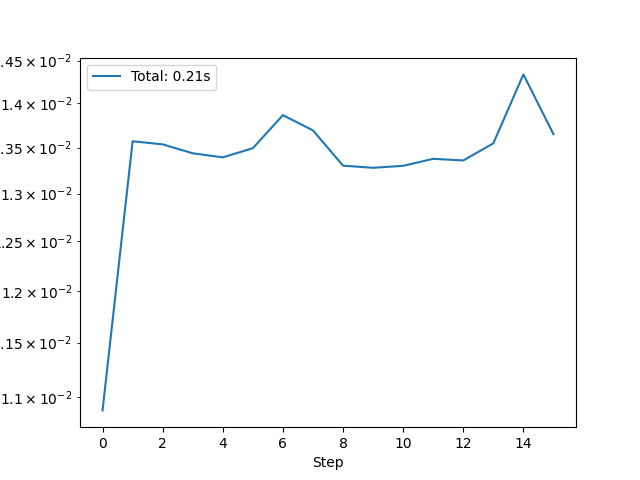 Total: 0.21s
.45 × 10⁻²
1.4 × 10⁻²
.35 × 10⁻²
1.3 × 10⁻²
.25 × 10⁻²
1.2 × 10⁻²
.15 × 10⁻²
1.1 × 10⁻²
0 2 4 6 8 10 12 14
Step